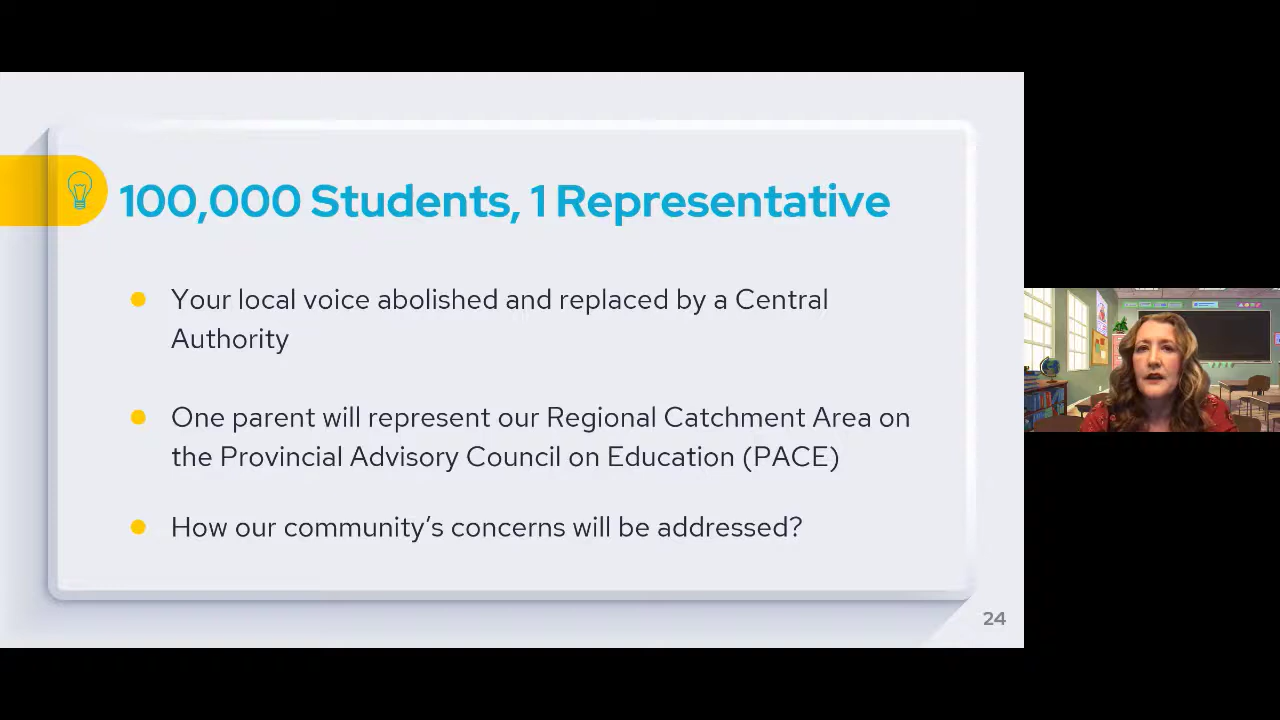 100,000 Students, 1 Representative
Your local voice abolished and replaced by a Central
Authority
One parent will represent our Regional Catchment Area on
the Provincial Advisory Council on Education (PACE)
How our community’s concerns will be addressed?
24